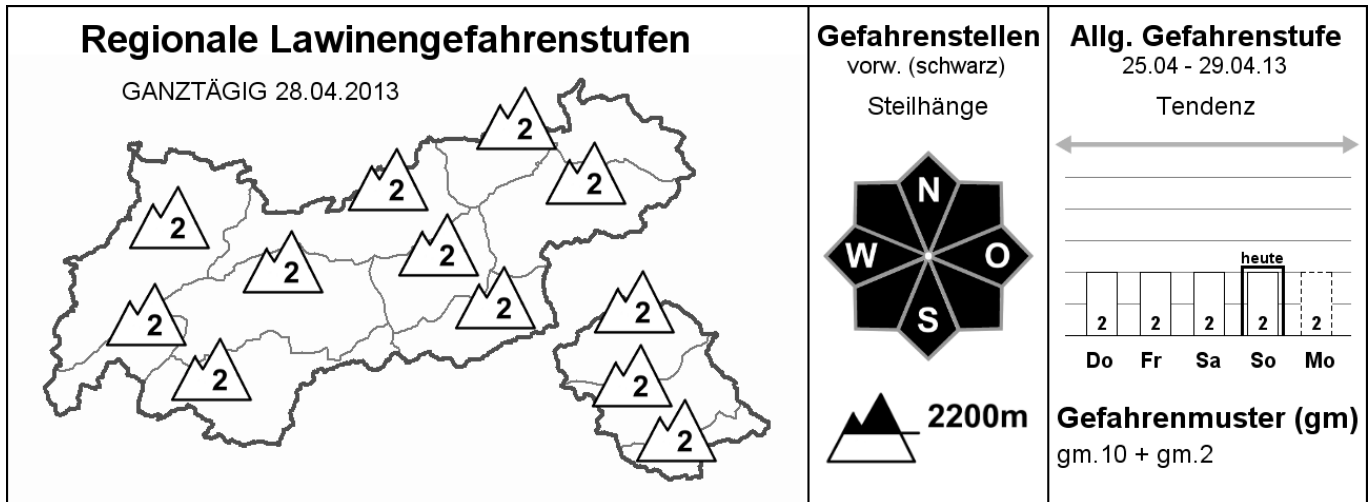 Regionale Lawinengefahrenstufen
GANZTÄGIG 28.04.2013
2
2
2
2
2
2
2
2
2
2
2
2
Gefahrenstellen
vorw. (schwarz)
Steilhänge
N
W O
S
2200m
Allg. Gefahrenstufe
25.04 - 29.04.13
Tendenz
heute
2 2 2 2 2
Do Fr Sa So Mo
Gefahrenmuster (gm)
gm.10 + gm.2